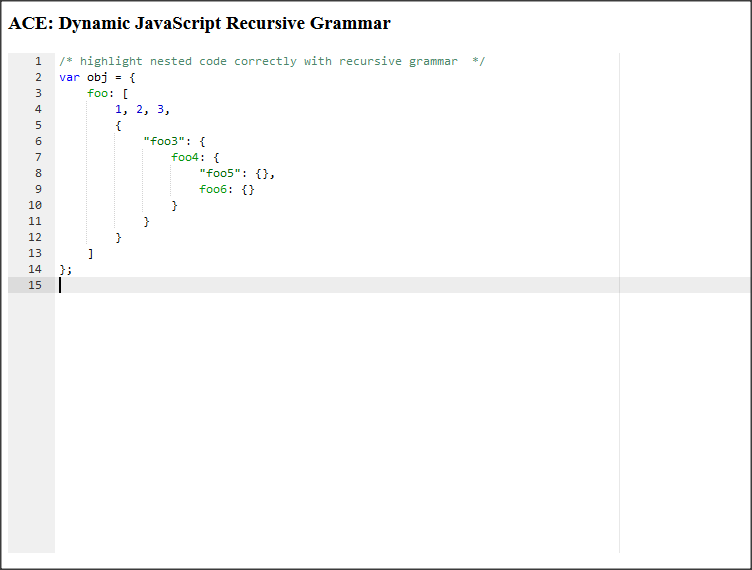 ACE: Dynamic JavaScript Recursive Grammar
1 /* highlight nested code correctly with recursive grammar  */
2 var obj = {
3     foo: [
4         1, 2, 3,
5         {
6             "foo3": {
7                 foo4: {
8                     "foo5": {},
9                     foo6: {}
10                 }
11             }
12         }
13     ]
14 };
15